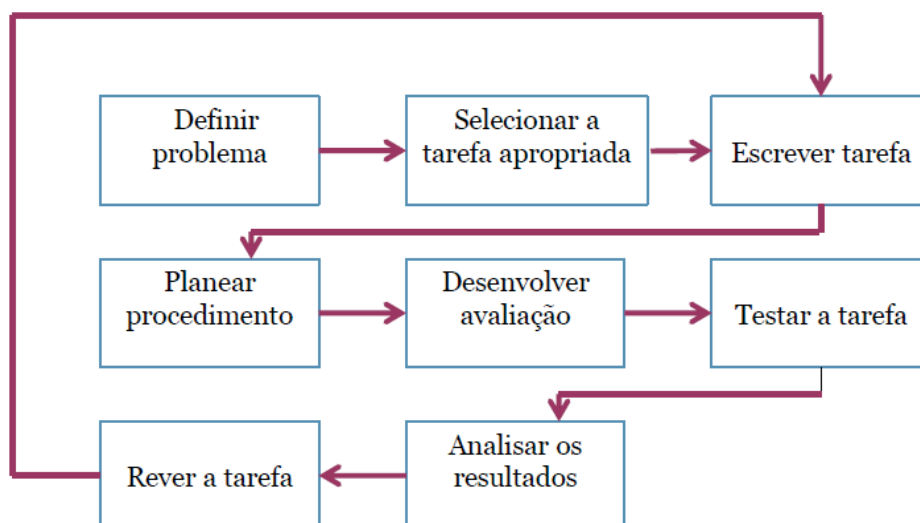 Definir
problema
Selecionar a
tarefa apropriada
Escrever tarefa
Planear
procedimento
Desenvolver
avaliação
Testar a tarefa
Analisar os
resultados
Rever a tarefa